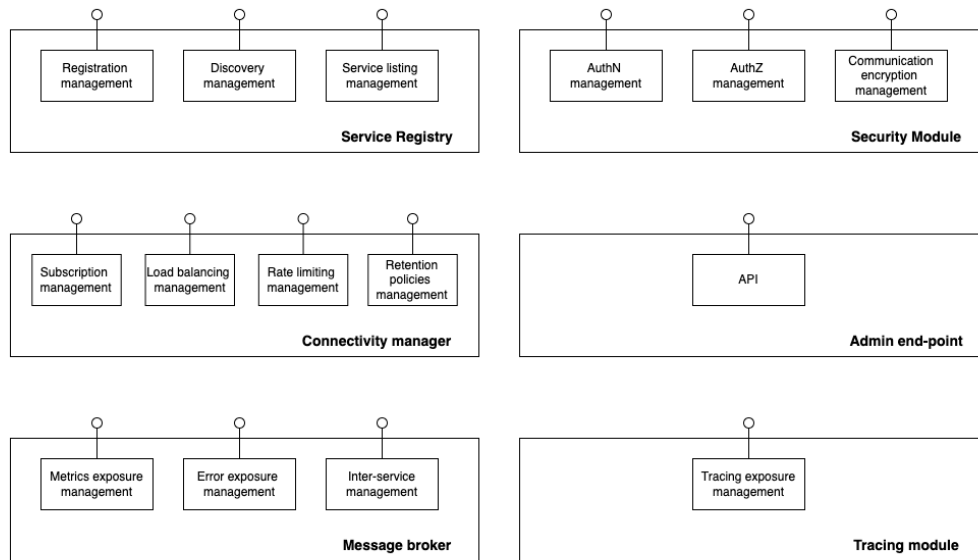 Registration
management
Discovery
management
Service listing
management
Service Registry
AuthN
management
AuthZ
management
Communication
encryption
management
Security Module
Subscription
management
Load balancing
management
Rate limiting
management
Retention
policies
management
Connectivity manager
API
Admin end-point
Metrics exposure
management
Error exposure
management
Inter-service
management
Message broker
Tracing exposure
management
Tracing module